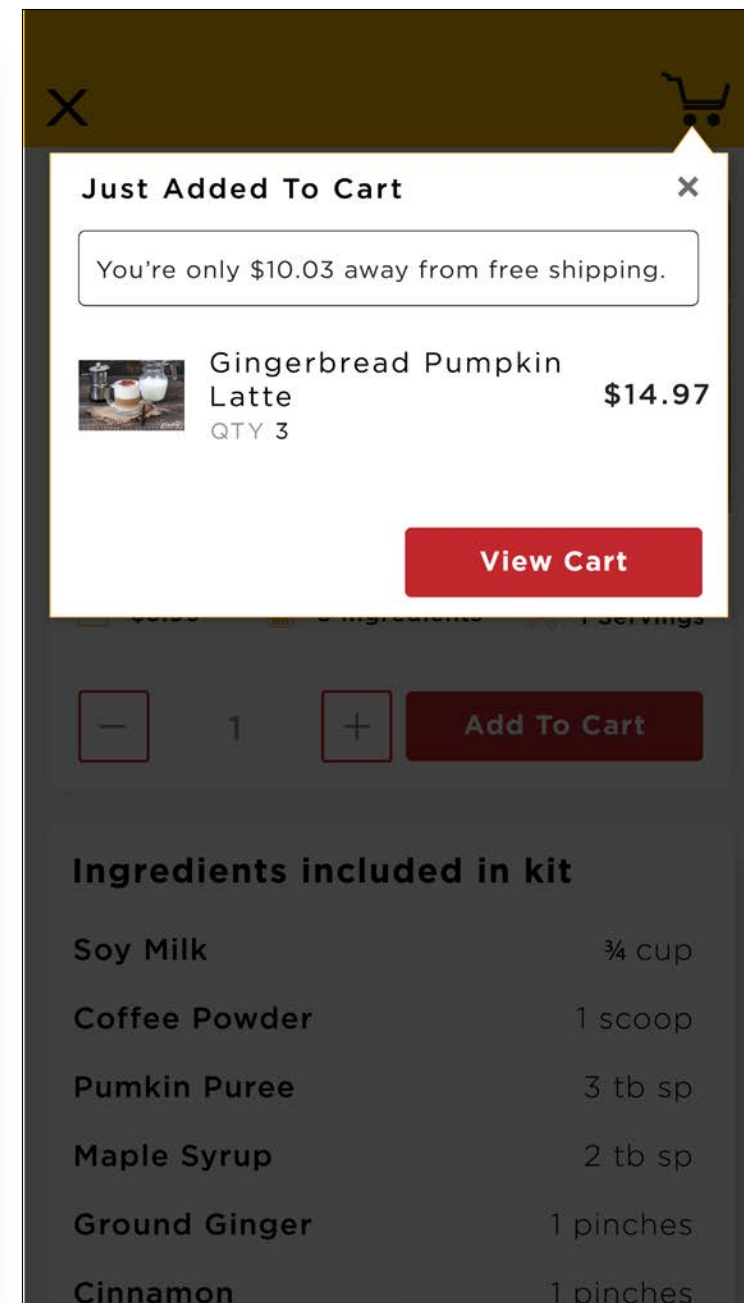 Just Added To Cart
You're only $10.03 away from free shipping.
Gingerbread Pumpkin
Latte
$14.97
QTY 3
View Cart
1
Add To Cart
Ingredients included in kit
Soy Milk ¾ cup
Coffee Powder 1 scoop
Pumkin Puree 3 tb sp
Maple Syrup 2 tb sp
Ground Ginger 1 pinches
Cinnamon 1 pinches